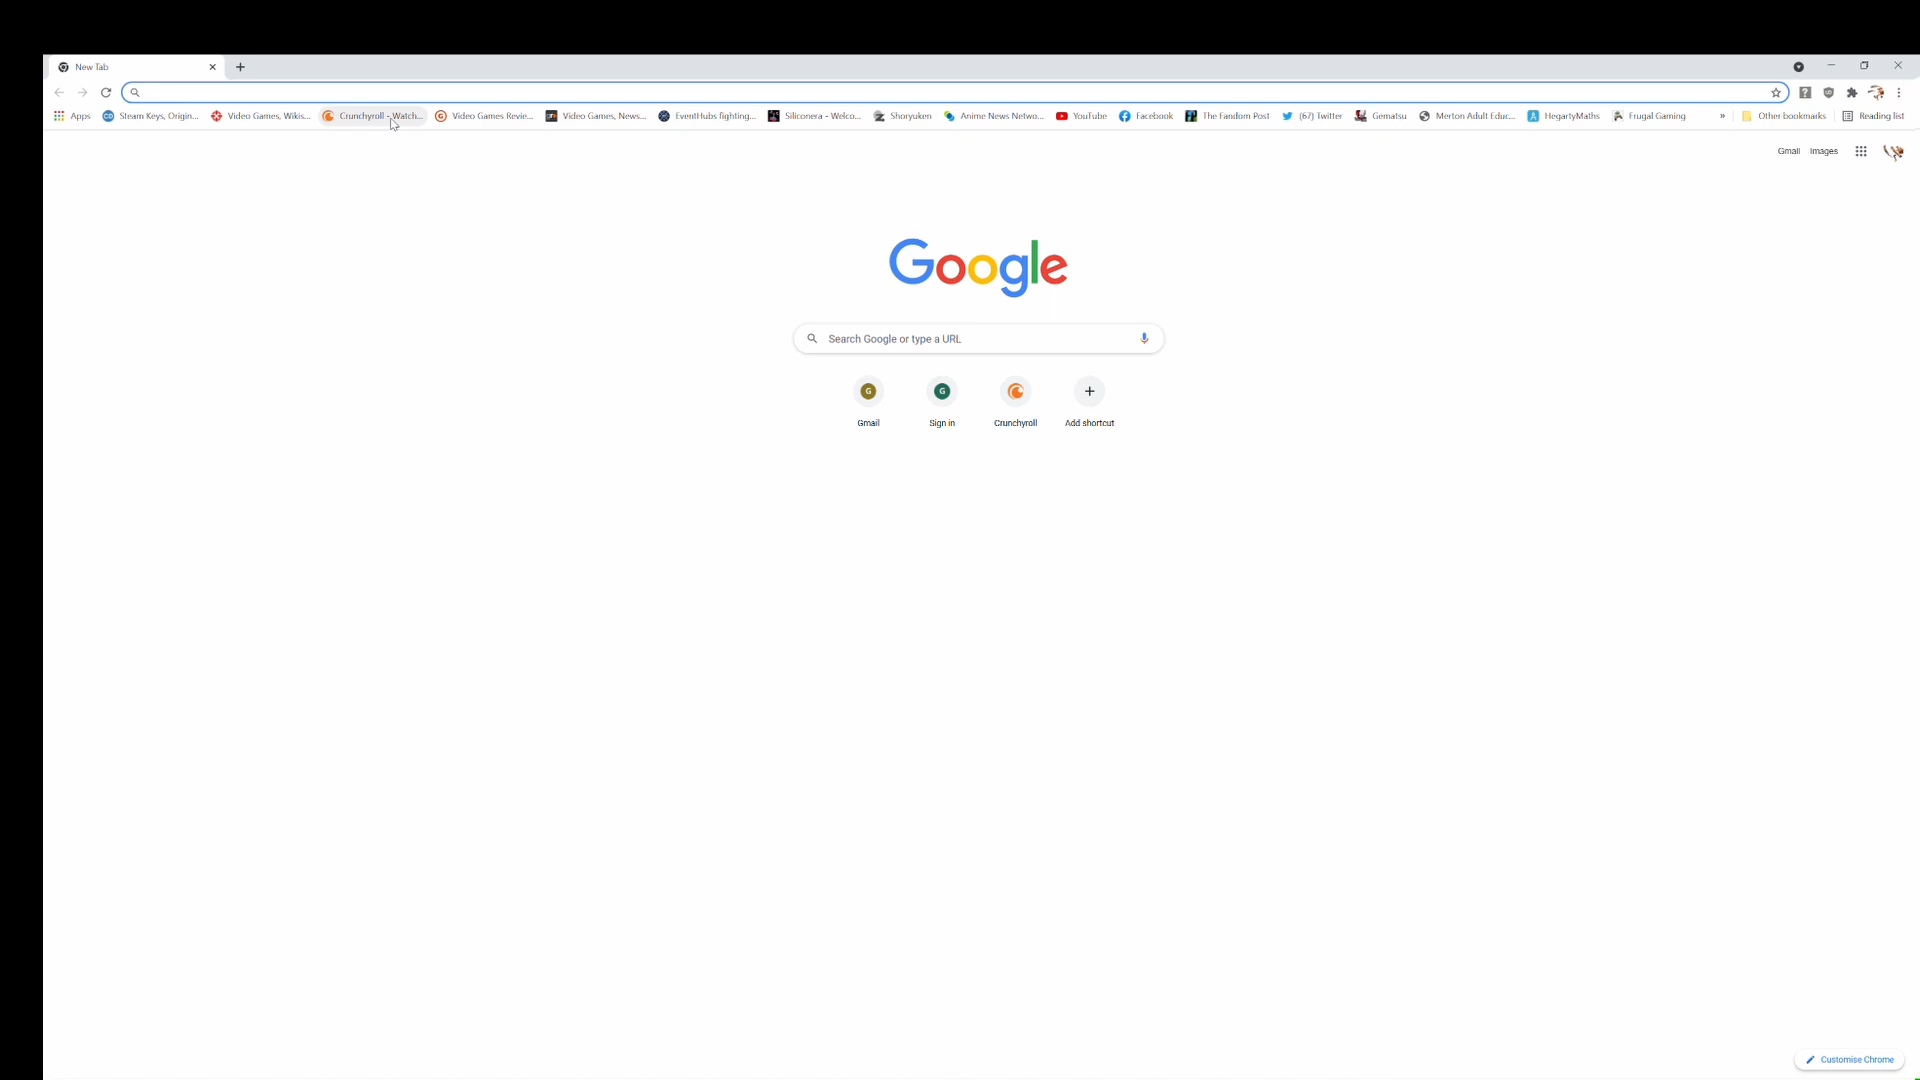 New Tab
Apps Steam Keys, Origin... Video Games, Wikis... Crunchyroll - Watch... Video Games Revie... Video Games, News... EventHubs fighting... Siliconera - Welco... Shoryuken Anime News Netwo... YouTube Facebook The Fandom Post (67) Twitter Gematsu Merton Adult Educ... HegartyMaths Frugal Gaming » Other bookmarks Reading list
Gmail Images
Google
Search Google or type a URL
G G
Gmail Sign in Crunchyroll Add shortcut
Customise Chrome